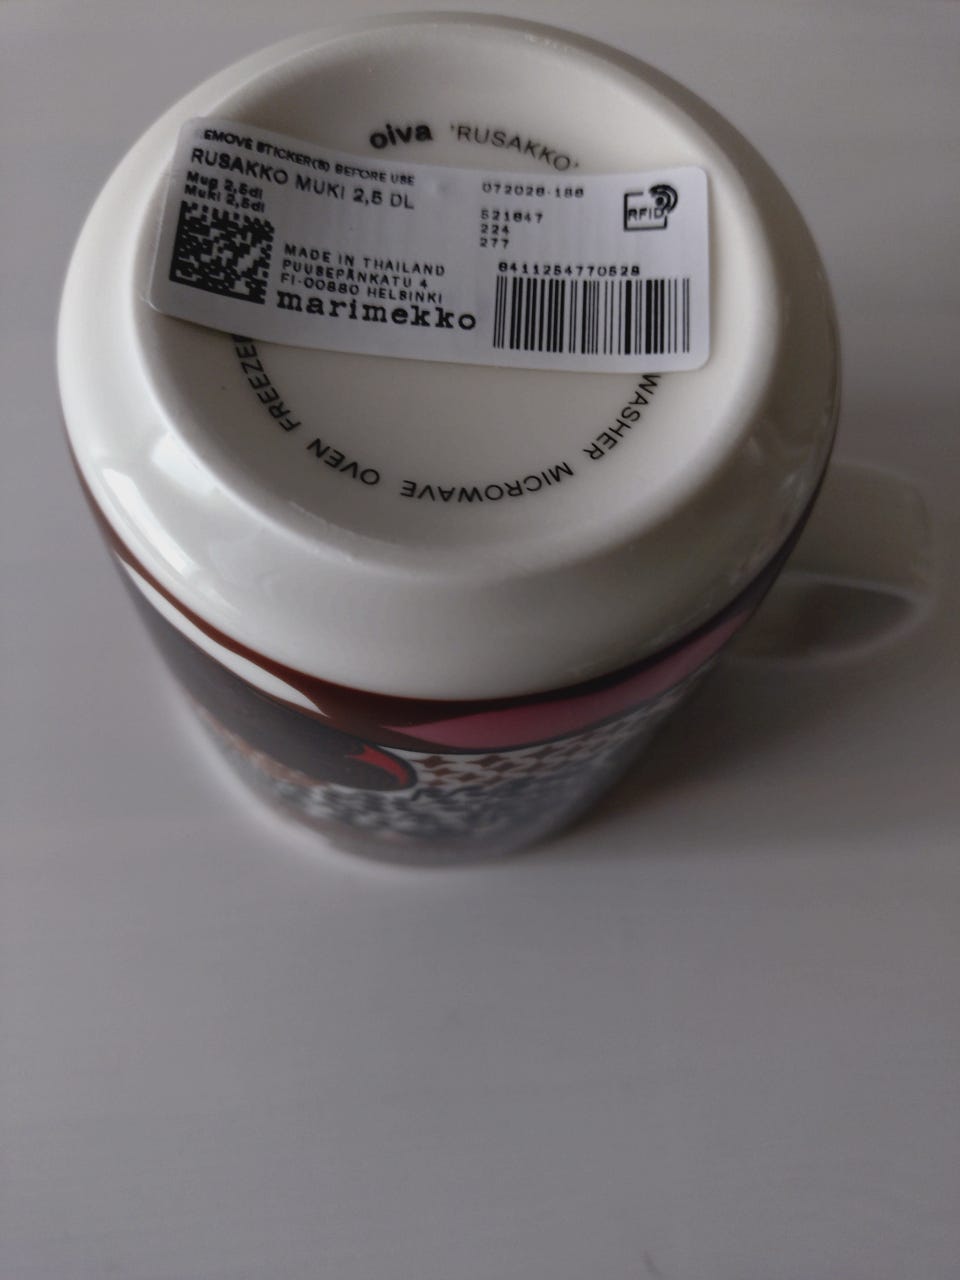 oiva 'RUSAKKO'
EMOVE STICKER(S) BEFORE USE
RUSAKKO MUKI 2,5 DL
Mug 2,5dl
Muki 2,5dl
MADE IN THAILAND
PUUSEPÄNKATU 4
FI-00880 HELSINKI
marimekko
072028-188
521847
224
277
RFID
6411254770528
WASHER MICROWAVE OVEN FREEZE